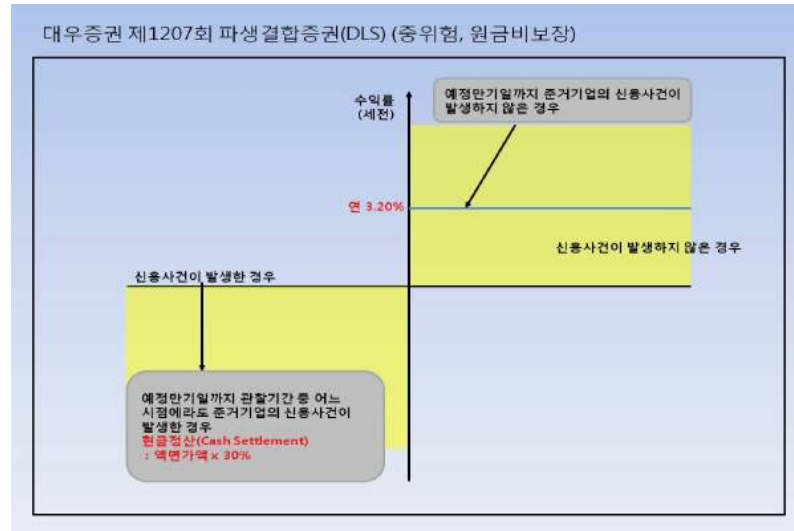 대우증권 제1207회 파생결합증권(DLS) (중위험, 원금비보장)
수익률
(세전)
예정만기일까지 준거기업의 신용사건이
발생하지 않은 경우
연 3.20%
신용사건이 발생하지 않은 경우
신용사건이 발생한 경우
예정만기일까지 관찰기간 중 어느
시점에라도 준거기업의 신용사건이
발생한 경우
현금정산(Cash Settlement)
: 액면가액 x 30%